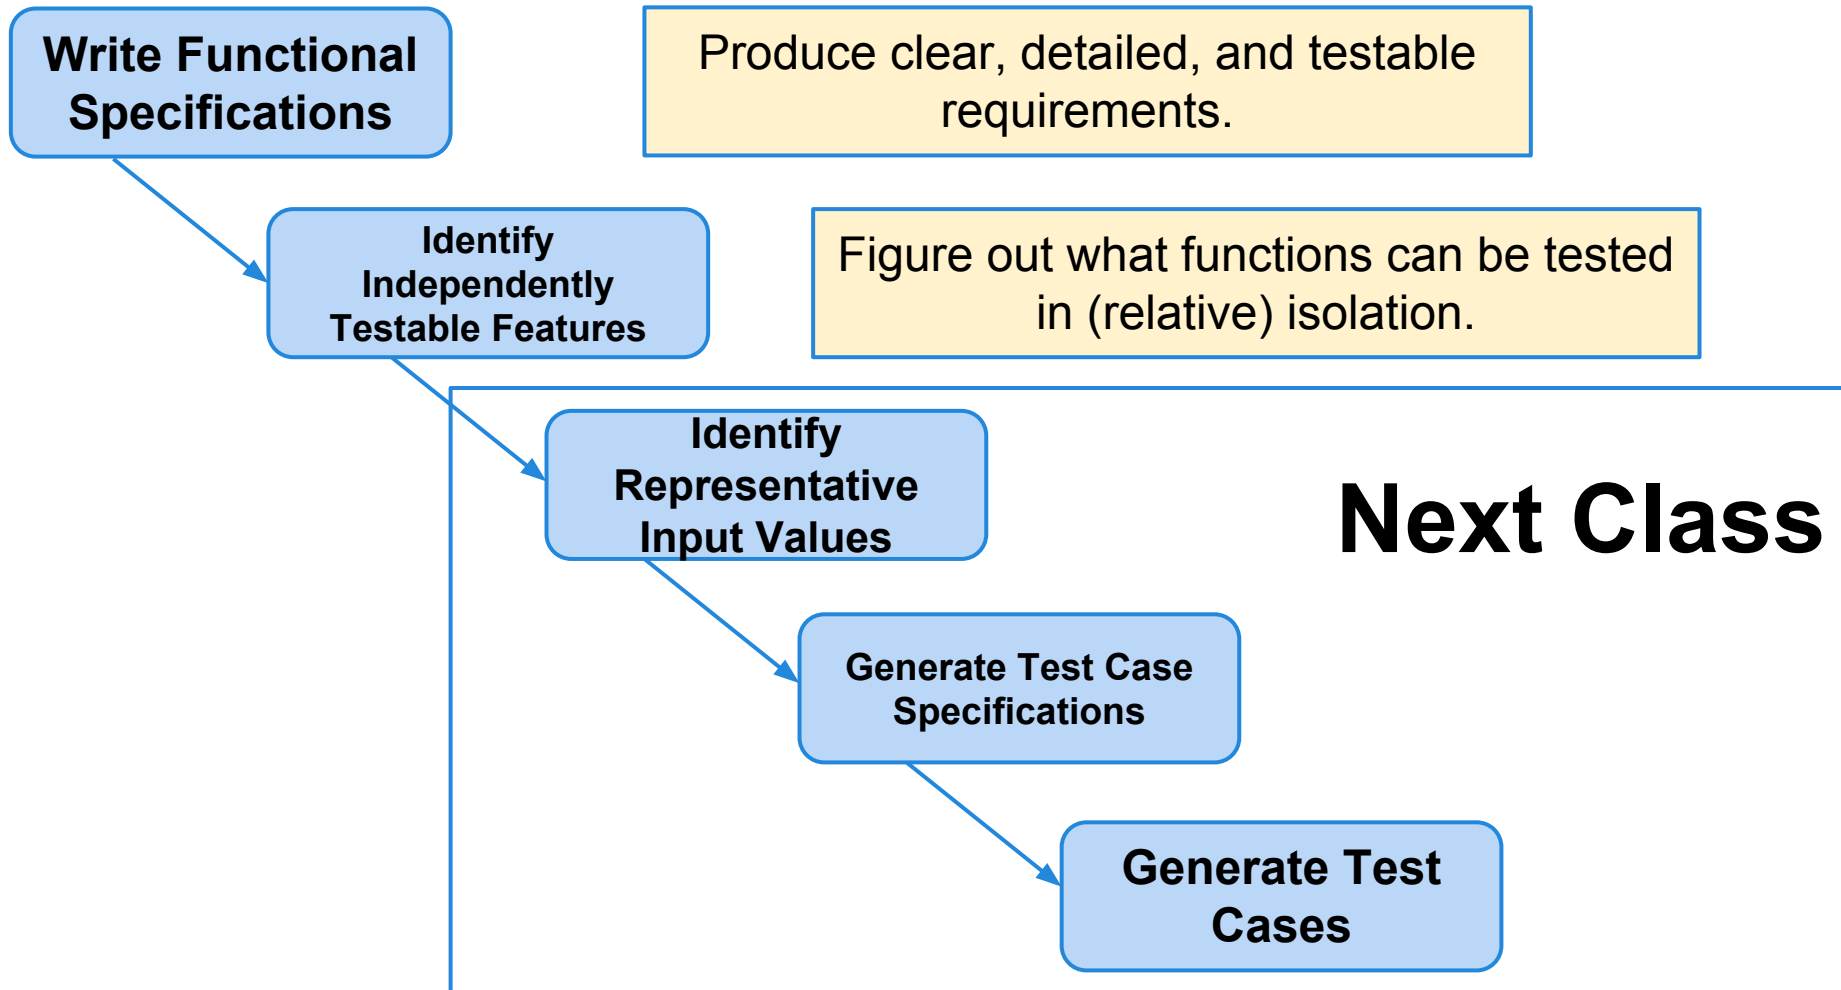 Write Functional
Specifications
Produce clear, detailed, and testable
requirements.
Identify
Independently
Testable Features
Figure out what functions can be tested
in (relative) isolation.
Identify
Representative
Input Values
Next Class
Generate Test Case
Specifications
Generate Test
Cases